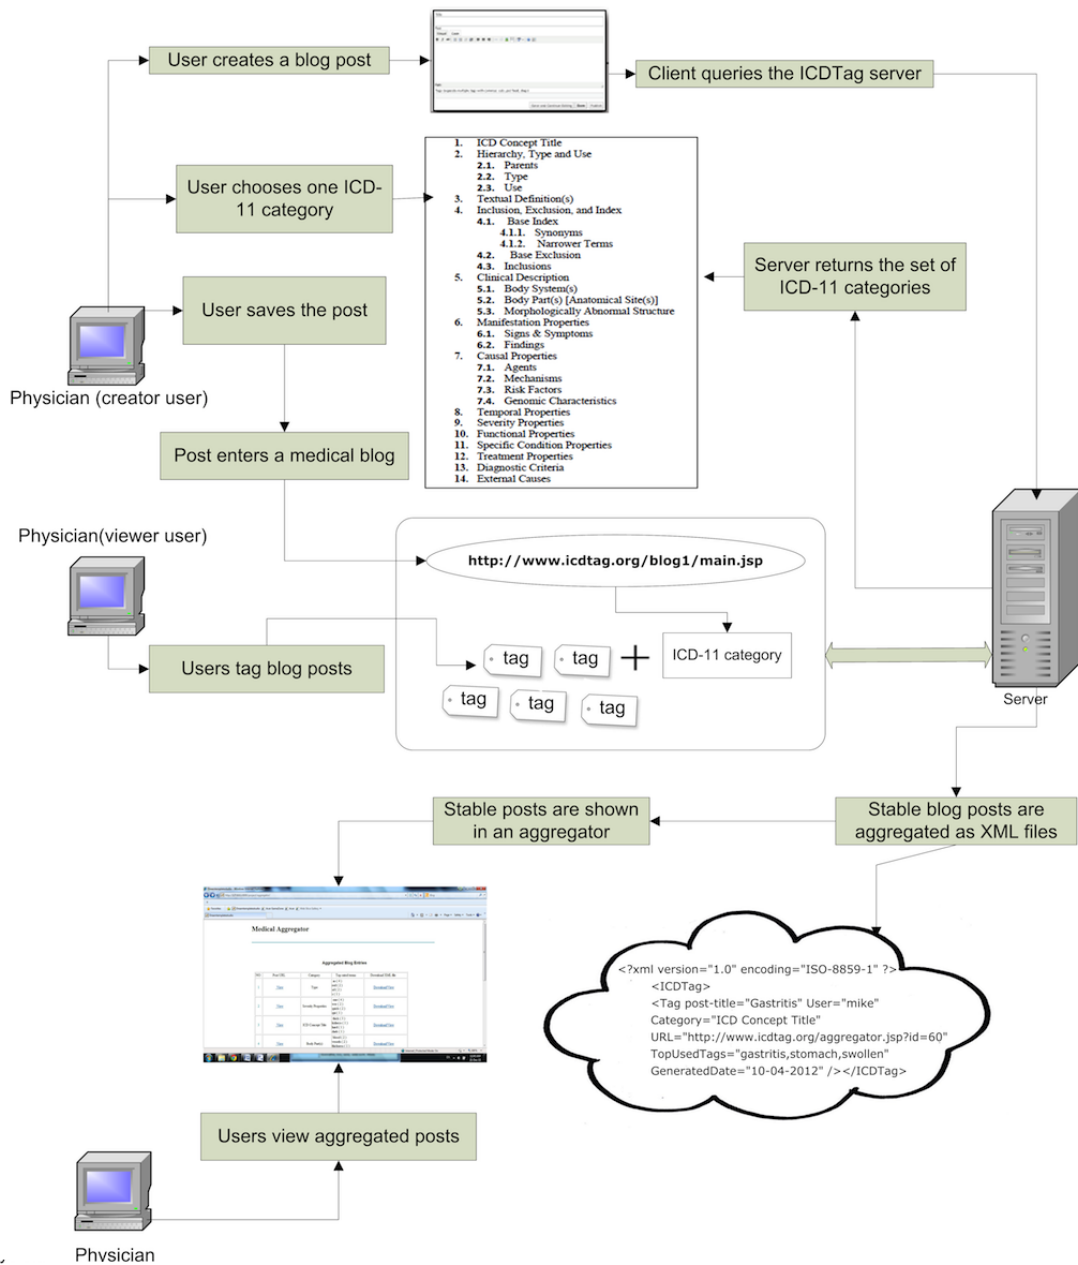 User creates a blog post
Client queries the ICDTag server
User chooses one ICD-
11 category
1. ICD Concept Title
2. Hierarchy, Type and Use
2.1. Parents
2.2. Type
2.3. Use
3. Textual Definition(s)
4. Inclusion, Exclusion, and Index
4.1. Base Index
4.1.1. Synonyms
4.1.2. Narrower Terms
4.2. Base Exclusion
4.3. Inclusions
5. Clinical Description
5.1. Body System(s)
5.2. Body Part(s) [Anatomical Site(s)]
5.3. Morphologically Abnormal Structure
6. Manifestation Properties
6.1. Signs & Symptoms
6.2. Findings
7. Causal Properties
7.1. Agents
7.2. Mechanisms
7.3. Risk Factors
7.4. Genomic Characteristics
8. Temporal Properties
9. Severity Properties
10. Functional Properties
11. Specific Condition Properties
12. Treatment Properties
13. Diagnostic Criteria
14. External Causes
Server returns the set of
ICD-11 categories
User saves the post
Physician (creator user)
Post enters a medical blog
Physician(viewer user)
http://www.icdtag.org/blog1/main.jsp
Users tag blog posts
tag
tag
ICD-11 category
tag
tag
tag
Server
Stable posts are shown
in an aggregator
Stable blog posts are
aggregated as XML files
Medical Aggregator
Aggregated Blog Entries
<?xml version="1.0" encoding="ISO-8859-1" ?>
<ICDTag>
<Tag post-title="Gastritis" User="mike"
Category="ICD Concept Title"
URL="http://www.icdtag.org/aggregator.jsp?id=60"
TopUsedTags="gastritis,stomach,swollen"
GeneratedDate="10-04-2012" /></ICDTag>
Users view aggregated posts
Physician